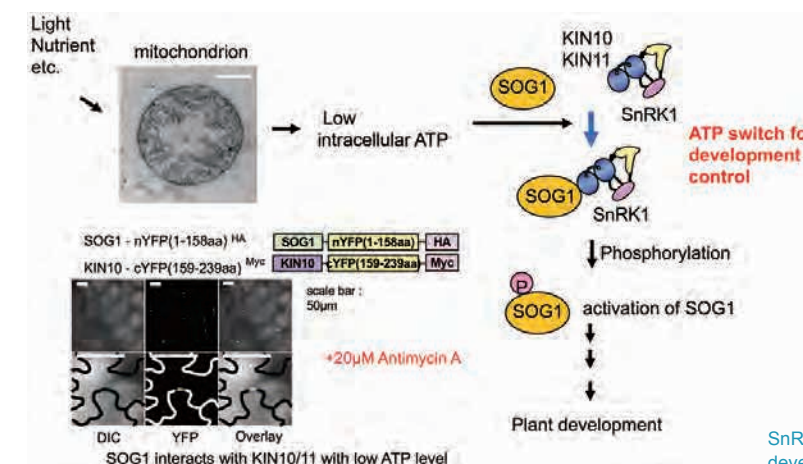 Light
Nutrient
etc.
mitochondrion
Low
intracellular ATP
SOG1
KIN10
KIN11
SnRK1
ATP switch fo
development
control
SOG1
SnRK1
Phosphorylation
P
SOG1
activation of SOG1
Plant development
SOG1 - nYFP(1-158aa) HA
SOG1 nYFP(1-158aa) HA
KIN10 - cYFP(159-239aa) Myc
KIN10 cYFP(159-239aa) Myc
scale bar :
50μm
+20μM Antimycin A
DIC YFP Overlay
SOG1 interacts with KIN10/11 with low ATP level
SnR
deve